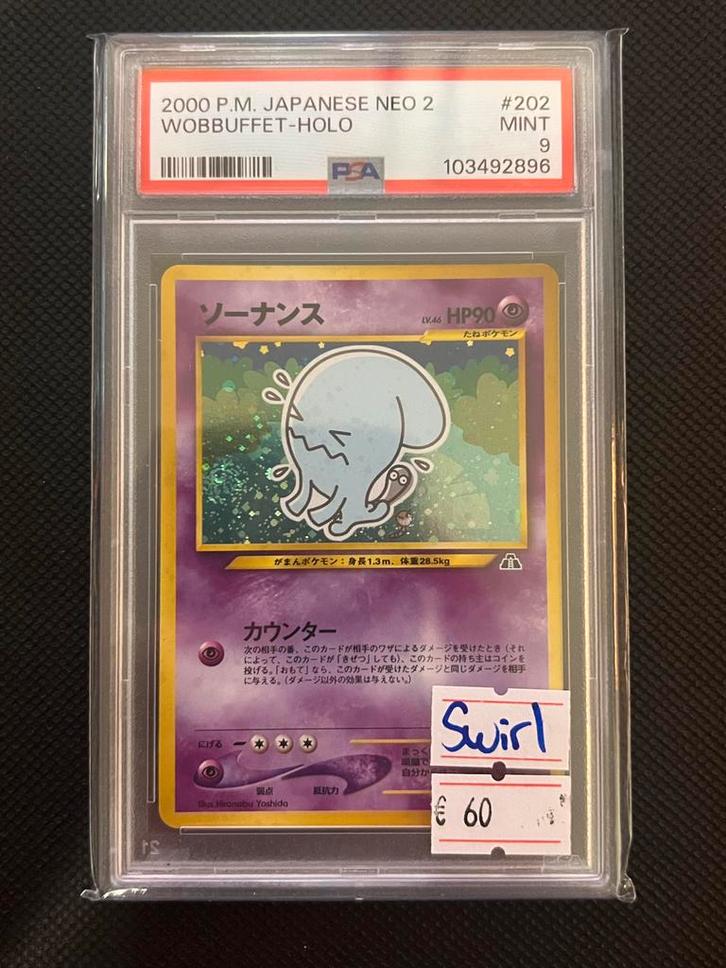 2000 P.M. JAPANESE NEO 2 #202
WOBBUFFET-HOLO MINT
9
PSA 103492896
ソーナンス LV.46 HP90
たねポケモン
がまんポケモン：身長1.3m、体重28.5kg
カウンター
次の相手の番、このカードが相手のワザによるダメージを受けたとき（それ
によって、このカードが「きぜつ」しても）、このカードの持ち主はコインを
投げる。「おもて」なら、このカードが受けたダメージと同じダメージを相手
に与える。（ダメージ以外の効果は与えない。）
Swirl
にげる
まっく
自分か
弱点 抵抗力
€ 60
Illus. Hironobu Yoshida